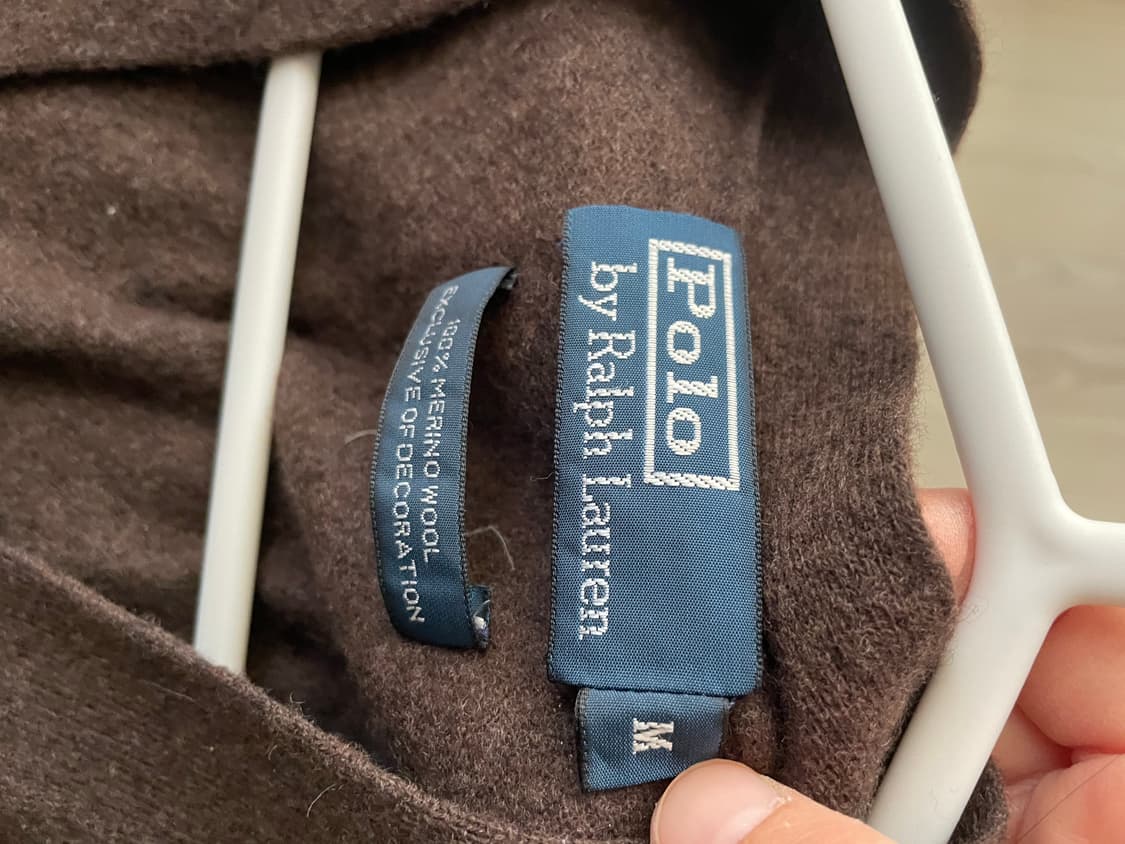 Polo
by Ralph Lauren
M
100% MERINO WOOL
EXCLUSIVE OF DECORATION